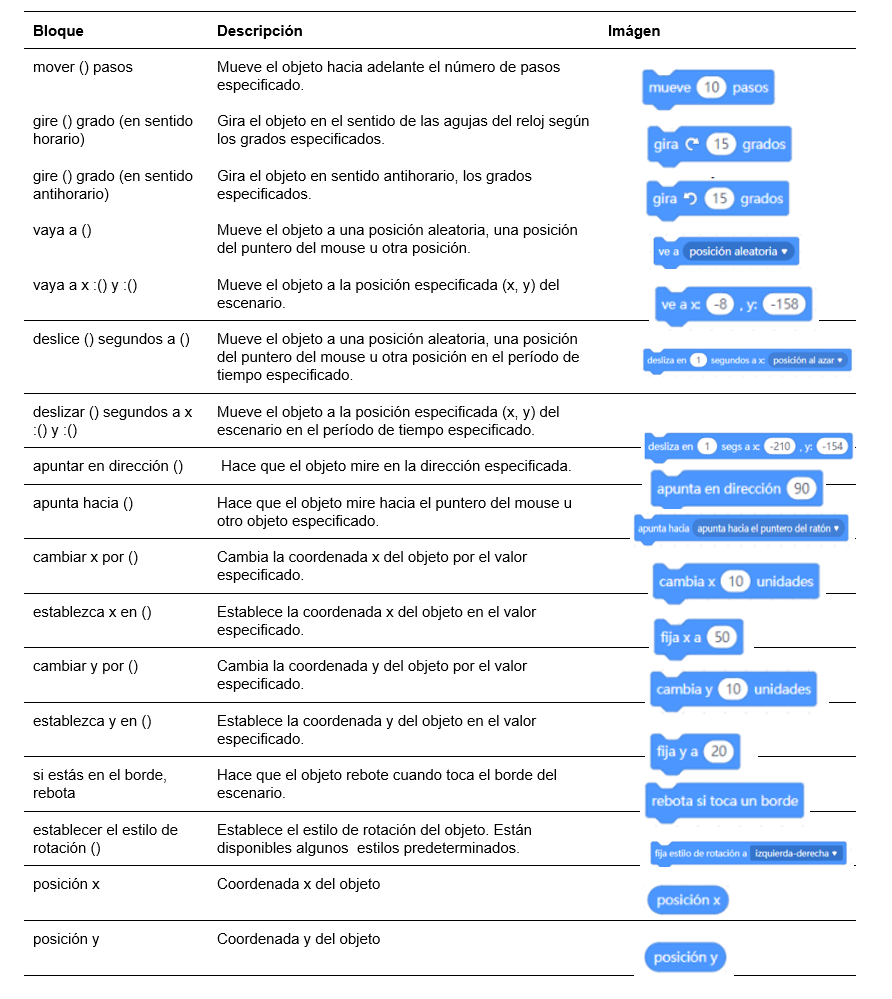 Bloque Descripción Imágen
mover () pasos
Mueve el objeto hacia adelante el número de pasos
especificado.
mueve 10 pasos
gire () grado (en sentido
horario)
Gira el objeto en el sentido de las agujas del reloj según
los grados especificados.
gira 15 grados
gire () grado (en sentido
antihorario)
Gira el objeto en sentido antihorario, los grados
especificados.
gira 15 grados
vaya a ()
Mueve el objeto a una posición aleatoria, una posición
del puntero del mouse u otra posición.
ve a posición aleatoria
vaya a x :() y :()
Mueve el objeto a la posición especificada (x, y) del
escenario.
ve a x: -8 , y: -158
deslice () segundos a ()
Mueve el objeto a una posición aleatoria, una posición
del puntero del mouse u otra posición en el período de
tiempo especificado.
desliza en 1 segundos a x: posición al azar
deslizar () segundos a x
:() y :()
Mueve el objeto a la posición especificada (x, y) del
escenario en el período de tiempo especificado.
desliza en 1 segs a x: -210 , y: -154
apuntar en dirección ()
Hace que el objeto mire en la dirección especificada.
apunta en dirección 90
apunta hacia ()
Hace que el objeto mire hacia el puntero del mouse u
otro objeto especificado.
apunta hacia apunta hacia el puntero del ratón
cambiar x por ()
Cambia la coordenada x del objeto por el valor
especificado.
cambia x 10 unidades
establezca x en ()
Establece la coordenada x del objeto en el valor
especificado.
fija x a 50
cambiar y por ()
Cambia la coordenada y del objeto por el valor
especificado.
cambia y 10 unidades
establezca y en ()
Establece la coordenada y del objeto en el valor
especificado.
fija y a 20
si estás en el borde,
rebota
Hace que el objeto rebote cuando toca el borde del
escenario.
rebota si toca un borde
establecer el estilo de
rotación ()
Establece el estilo de rotación del objeto. Están
disponibles algunos estilos predeterminados.
fija estilo de rotación a izquierda-derecha
posición x
Coordenada x del objeto
posición x
posición y
Coordenada y del objeto
posición y